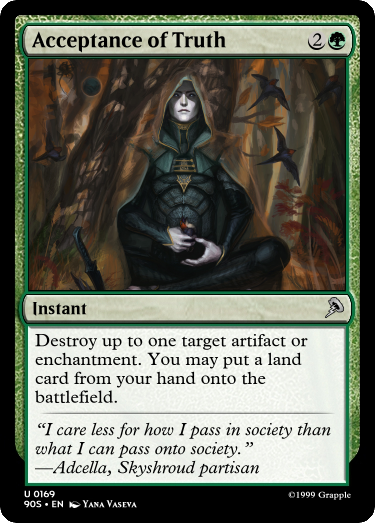 Acceptance of Truth 2
Instant
Destroy up to one target artifact or
enchantment. You may put a land
card from your hand onto the
battlefield.
“I care less for how I pass in society than
what I can pass onto society.”
—Adcella, Skyshroud partisan
U 0169
90S • EN Yana Vaseva
©1999 Grapple